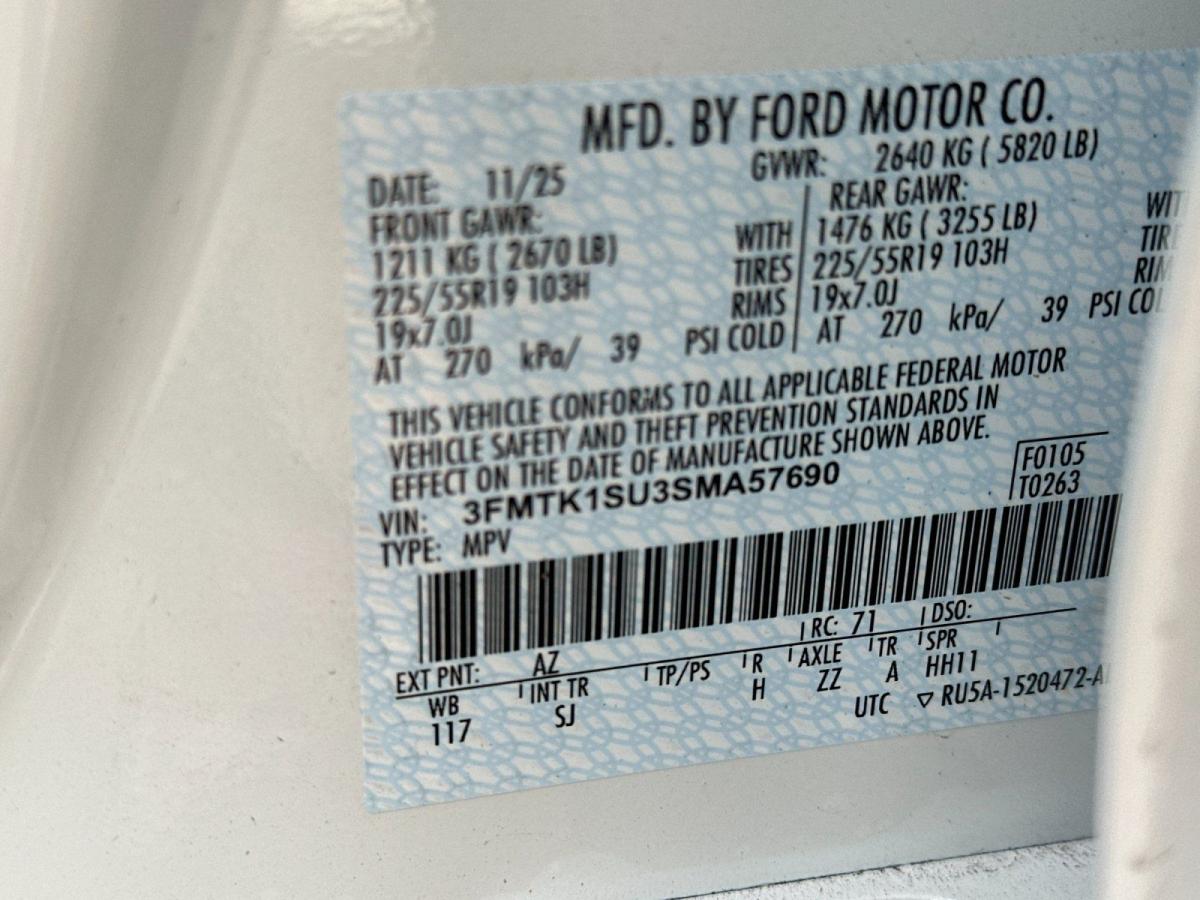 MFD. BY FORD MOTOR CO.
DATE: 11/25 GVWR: 2640 KG ( 5820 LB)
FRONT GAWR: REAR GAWR:
1211 KG ( 2670 LB) WITH 1476 KG ( 3255 LB)
225/55R19 103H TIRES 225/55R19 103H
19x7.0J RIMS 19x7.0J
AT 270 kPa/ 39 PSI COLD AT 270 kPa/ 39 PSI
THIS VEHICLE CONFORMS TO ALL APPLICABLE FEDERAL MOTOR
VEHICLE SAFETY AND THEFT PREVENTION STANDARDS IN
EFFECT ON THE DATE OF MANUFACTURE SHOWN ABOVE.
VIN: 3FMTK1SU3SMA57690 F0105
TYPE: MPV T0263
EXT PNT: AZ RC: 71 DSO:
WB INT TR TP/PS R AXLE TR SPR
117 SJ H ZZ A HH11
UTC ▽ RU5A-1520472-A